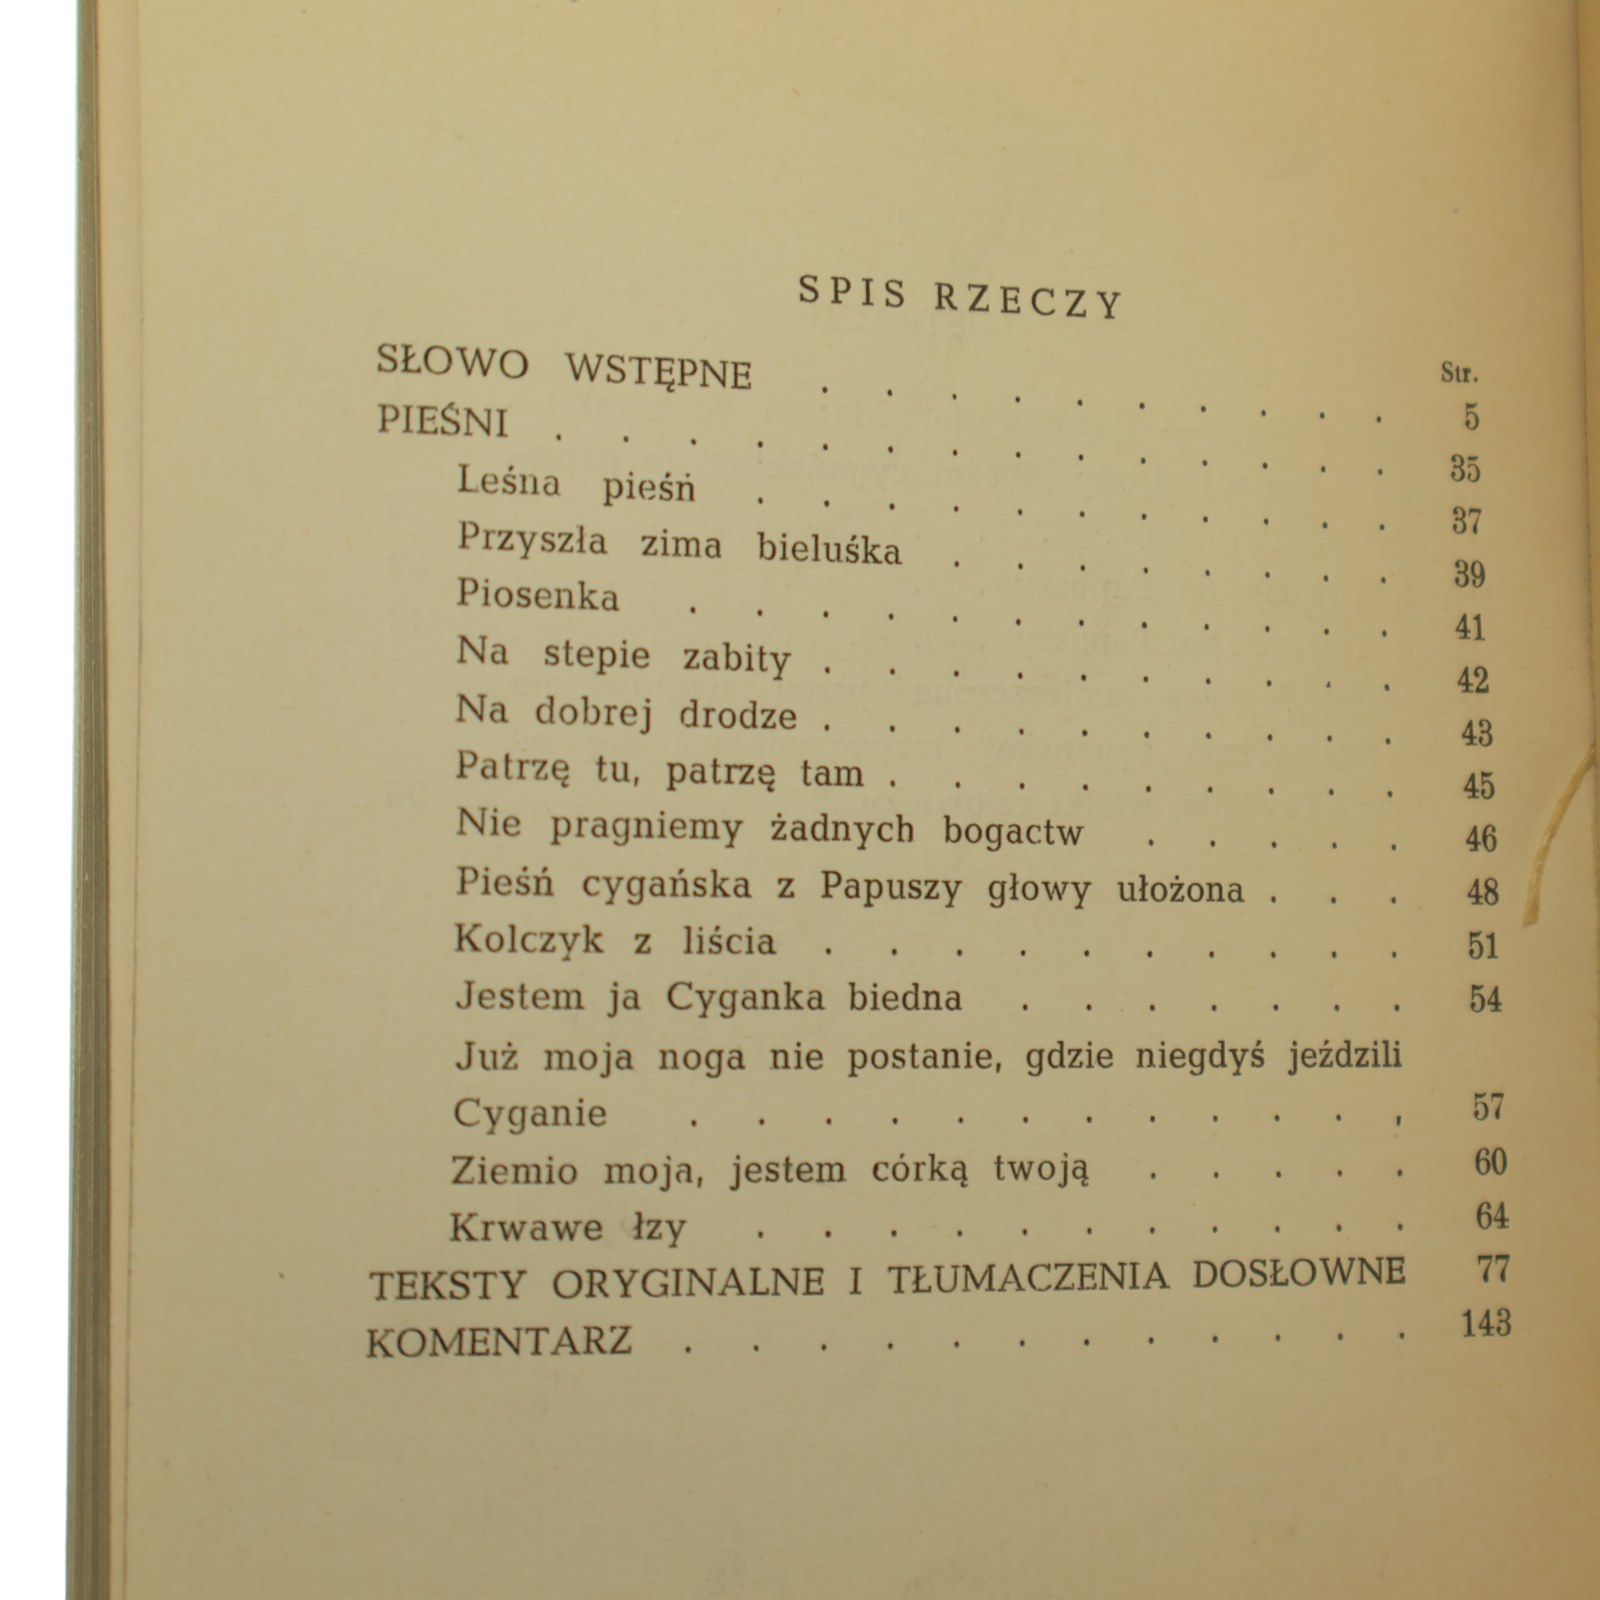 SPIS RZECZY
Str.
SŁOWO WSTĘPNE . . . . . . . . . . 5
PIEŚNI . . . . . . . . . . . . . . 35
Leśna pieśń . . . . . . . . . . . 37
Przyszła zima bieluśka . . . . . . . . 39
Piosenka . . . . . . . . . . . . 41
Na stepie zabity . . . . . . . . . . 42
Na dobrej drodze . . . . . . . . . . 43
Patrzę tu, patrzę tam . . . . . . . . . 45
Nie pragniemy żadnych bogactw . . . . . 46
Pieśń cygańska z Papuszy głowy ułożona . . . 48
Kolczyk z liścia . . . . . . . . . . 51
Jestem ja Cyganka biedna . . . . . . . 54
Już moja noga nie postanie, gdzie niegdyś jeździli
Cyganie . . . . . . . . . . . , 57
Ziemio moja, jestem córką twoją . . . . . 60
Krwawe łzy . . . . . . . . . . . 64
TEKSTY ORYGINALNE I TŁUMACZENIA DOSŁOWNE 77
KOMENTARZ . . . . . . . . . . . . 143